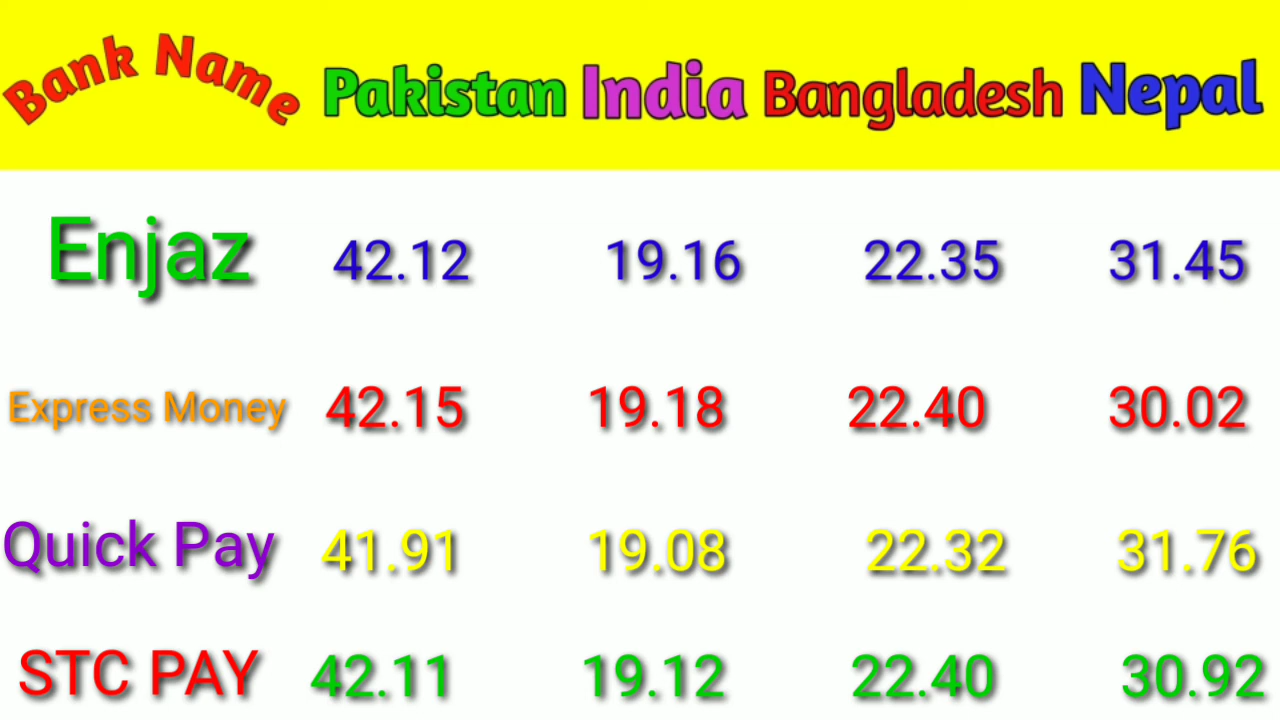 Bank Name Pakistan India Bangladesh Nepal
Enjaz 42.12 19.16 22.35 31.45
Express Money 42.15 19.18 22.40 30.02
Quick Pay 41.91 19.08 22.32 31.76
STC PAY 42.11 19.12 22.40 30.92